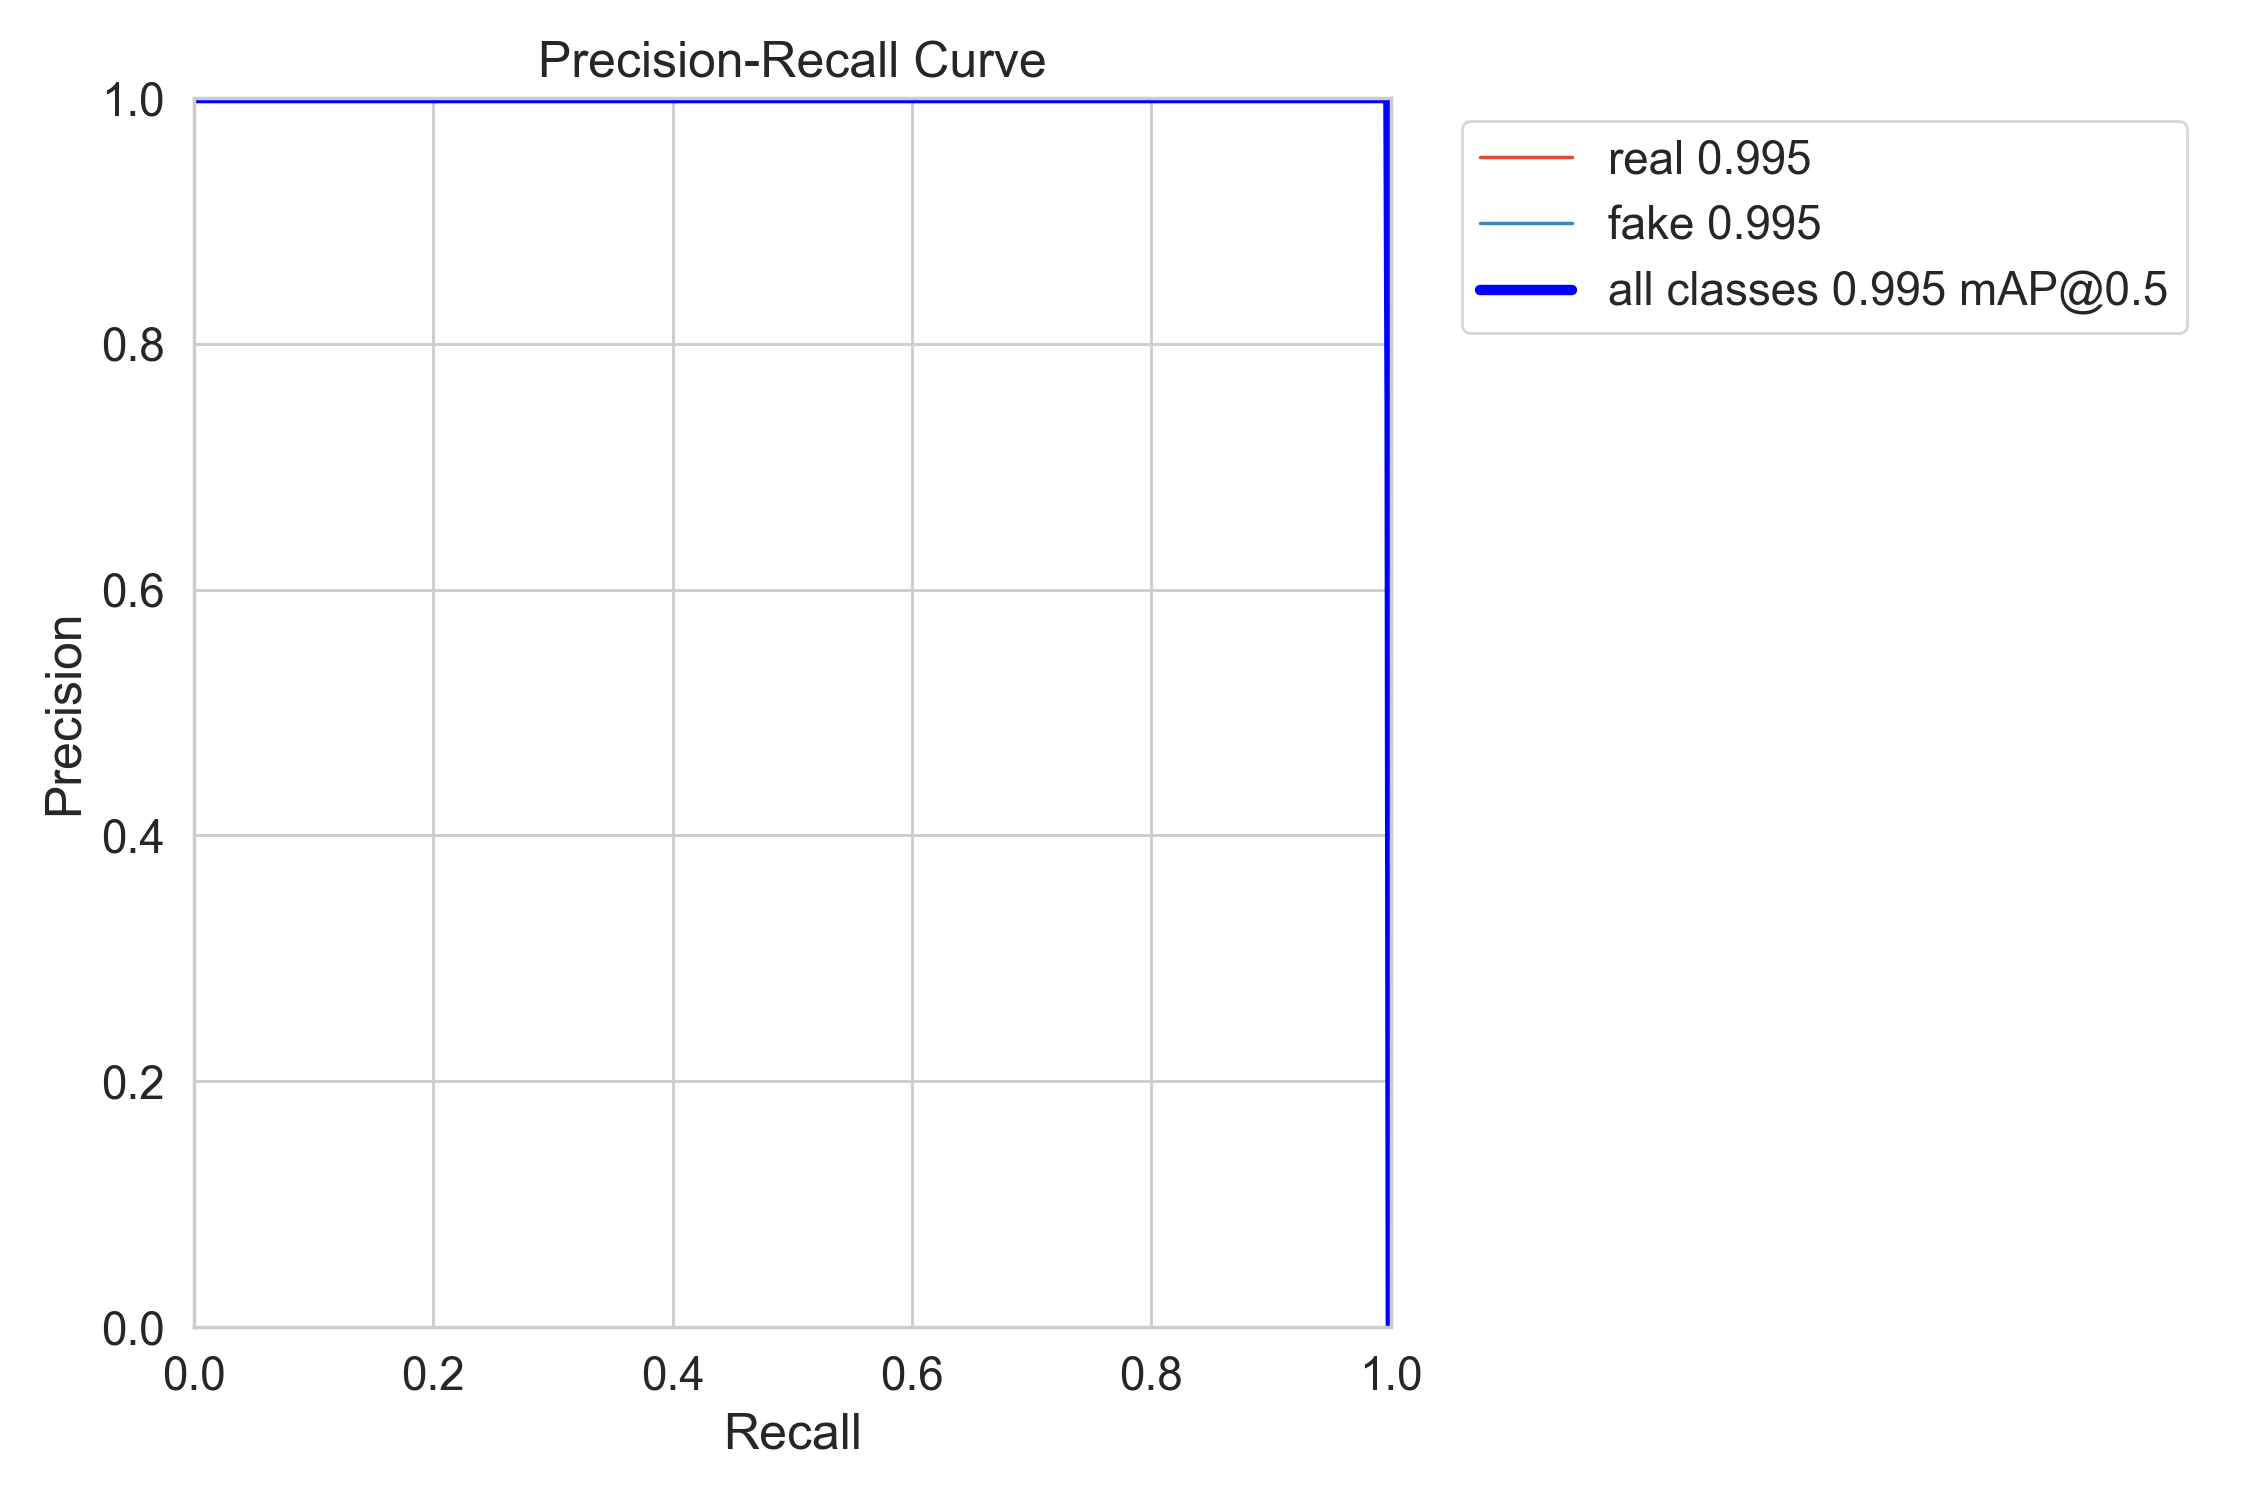 Precision-Recall Curve
1.0
0.8
0.6
0.4
0.2
0.0
Precision
0.0 0.2 0.4 0.6 0.8 1.0
Recall
real 0.995
fake 0.995
all classes 0.995 mAP@0.5